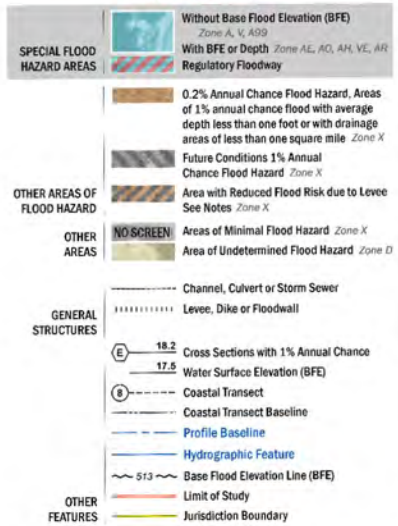 Without Base Flood Elevation (BFE)
Zone A, V, A99
With BFE or Depth Zone AE, AO, AH, VE, AR
Regulatory Floodway
SPECIAL FLOOD
HAZARD AREAS
0.2% Annual Chance Flood Hazard, Areas
of 1% annual chance flood with average
depth less than one foot or with drainage
areas of less than one square mile Zone X
Future Conditions 1% Annual
Chance Flood Hazard Zone X
Area with Reduced Flood Risk due to Levee
See Notes Zone X
OTHER AREAS OF
FLOOD HAZARD
NO SCREEN Areas of Minimal Flood Hazard Zone X
Area of Undetermined Flood Hazard Zone D
OTHER
AREAS
Channel, Culvert or Storm Sewer
Levee, Dike or Floodwall
GENERAL
STRUCTURES
E 18.2 Cross Sections with 1% Annual Chance
17.5 Water Surface Elevation (BFE)
8 Coastal Transect
Coastal Transect Baseline
Profile Baseline
Hydrographic Feature
513 Base Flood Elevation Line (BFE)
Limit of Study
Jurisdiction Boundary
OTHER
FEATURES